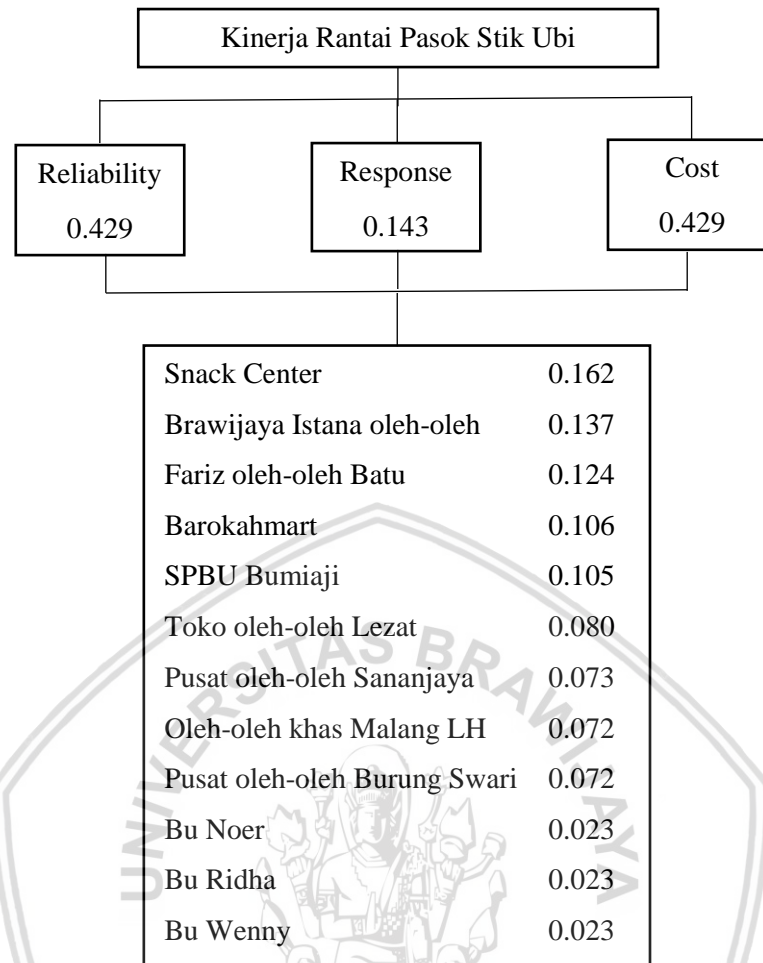 Kinerja Rantai Pasok Stik Ubi
Reliability
0.429
Response
0.143
Cost
0.429
Snack Center 0.162
Brawijaya Istana oleh-oleh 0.137
Fariz oleh-oleh Batu 0.124
Barokahmart 0.106
SPBU Bumiaji 0.105
Toko oleh-oleh Lezat 0.080
Pusat oleh-oleh Sananjaya 0.073
Oleh-oleh khas Malang LH 0.072
Pusat oleh-oleh Burung Swari 0.072
Bu Noer 0.023
Bu Ridha 0.023
Bu Wenny 0.023
UNIVERSITAS BRAWIJAYA